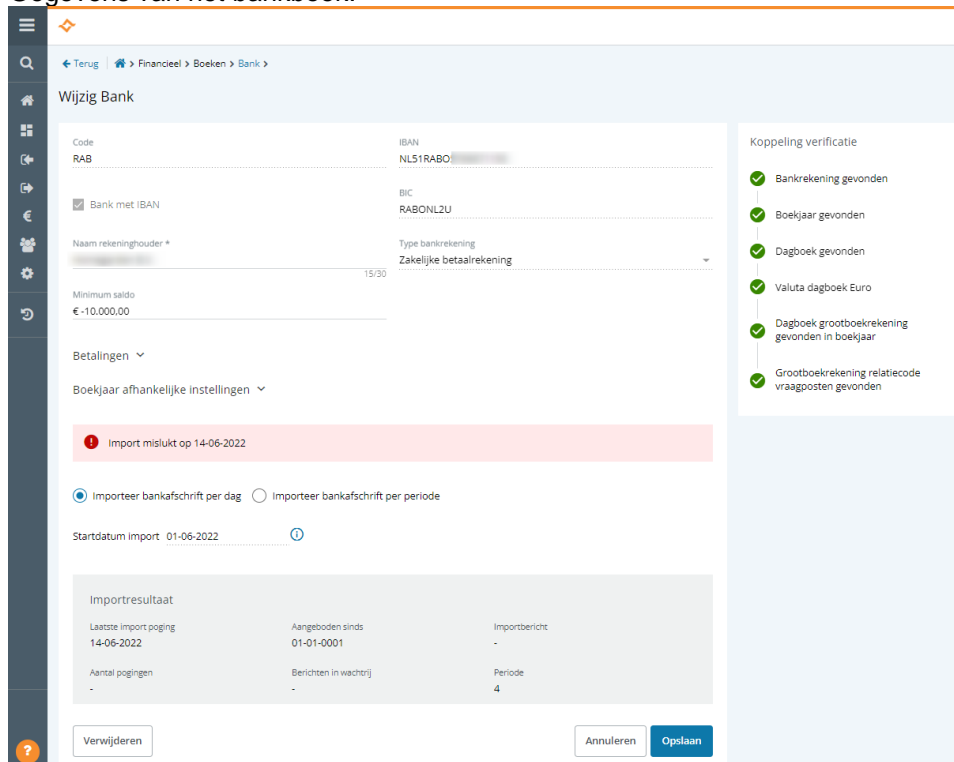 Gegevens van het bankboek.
Terug
> Financieel > Boeken > Bank >
Wijzig Bank
Code
RAB
IBAN
NL51RABO
Bank met IBAN
BIC
RABONL2U
Naam rekeninghouder *
15/30
Type bankrekening
Zakelijke betaalrekening
Minimum saldo
€ -10.000,00
Betalingen
Boekjaar afhankelijke instellingen
Import mislukt op 14-06-2022
Importeer bankafschrift per dag
Importeer bankafschrift per periode
Startdatum import 01-06-2022
Importresultaat
Laatste import poging
14-06-2022
Aangeboden sinds
01-01-0001
Importbericht
-
Aantal pogingen
-
Berichten in wachtrij
-
Periode
4
Verwijderen
Annuleren
Opslaan
Koppeling verificatie
Bankrekening gevonden
Boekjaar gevonden
Dagboek gevonden
Valuta dagboek Euro
Dagboek grootboekrekening
gevonden in boekjaar
Grootboekrekening relatiecode
vraagposten gevonden